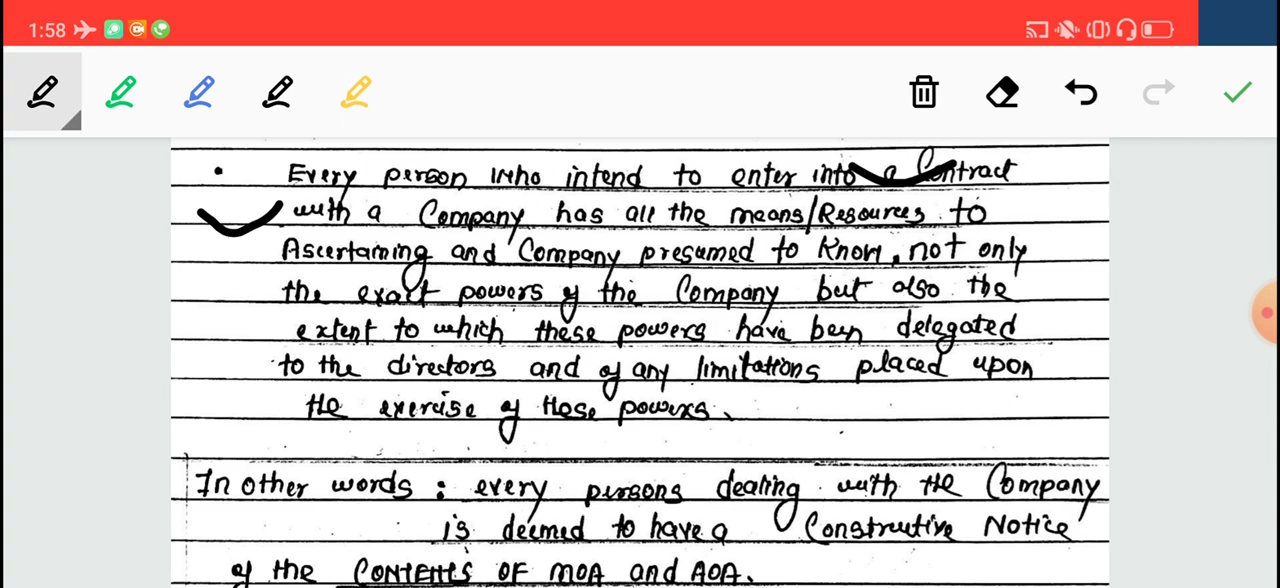 1:58
Every person who intend to enter into a Contract
with a Company has all the means/Resources to
Ascertaining and Company presumed to know, not only
the exact powers of the Company but also the
extent to which these powers have been delegated
to the directors and of any limitations placed upon
the exercise of those powers.
In other words : every persons dealing with the Company
is deemed to have a Constructive Notice
of the CONTENTS OF MOA and AOA.